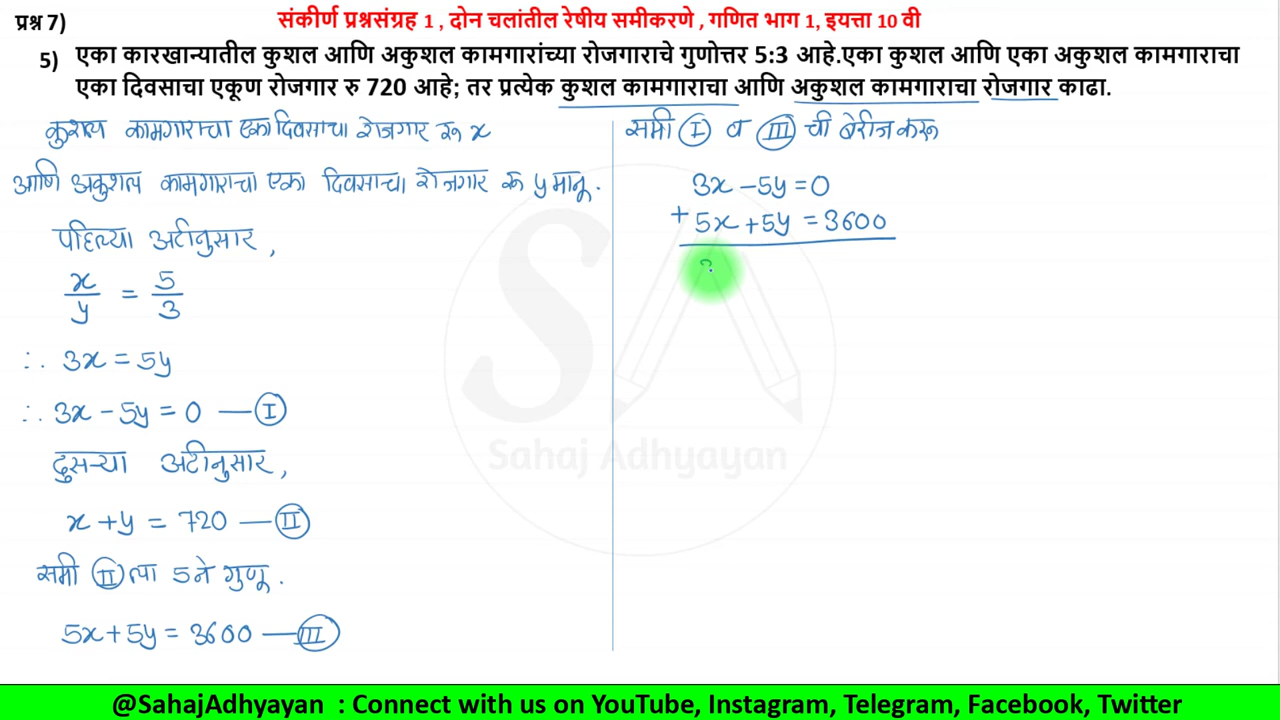 प्रश्न 7)
संकीर्ण प्रश्नसंग्रह 1 , दोन चलांतील रेषीय समीकरणे , गणित भाग 1, इयत्ता 10 वी
5) एका कारखान्यातील कुशल आणि अकुशल कामगारांच्या रोजगाराचे गुणोत्तर 5:3 आहे.एका कुशल आणि एका अकुशल कामगाराचा
एका दिवसाचा एकूण रोजगार रु 720 आहे; तर प्रत्येक कुशल कामगाराचा आणि अकुशल कामगाराचा रोजगार काढा.
कुशल कामगाराचा एका दिवसाचा रोजगार रू x
आणि अकुशल कामगाराचा एका दिवसाचा रोजगार रू y मानू.
पहिल्या अटीनुसार,
x/y = 5/3
∴ 3x = 5y
∴ 3x - 5y = 0 — I
दुसऱ्या अटीनुसार,
x + y = 720 — II
समी II ला 5 ने गुणू.
5x + 5y = 3600 — III
समी I व III ची बेरीज करू
3x - 5y = 0
+ 5x + 5y = 3600
Sahaj Adhyayan
@SahajAdhyayan : Connect with us on YouTube, Instagram, Telegram, Facebook, Twitter